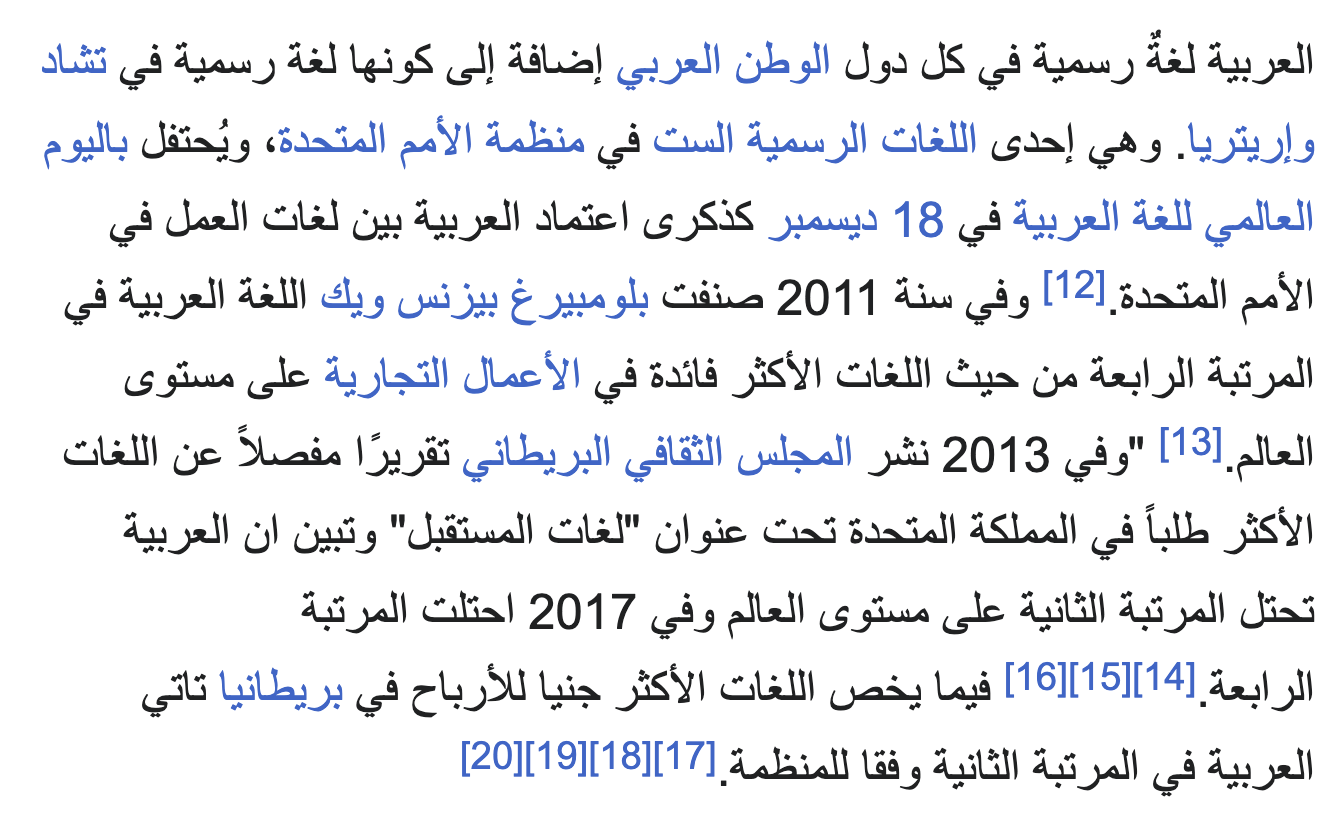 العربية لغةٌ رسمية في كل دول الوطن العربي إضافة إلى كونها لغة رسمية في تشاد
وإريتريا. وهي إحدى اللغات الرسمية الست في منظمة الأمم المتحدة، ويُحتفل باليوم
العالمي للغة العربية في 18 ديسمبر كذكرى اعتماد العربية بين لغات العمل في
الأمم المتحدة.[12] وفي سنة 2011 صنفت بلومبيرغ بيزنس ويك اللغة العربية في
المرتبة الرابعة من حيث اللغات الأكثر فائدة في الأعمال التجارية على مستوى
العالم.[13] "وفي 2013 نشر المجلس الثقافي البريطاني تقريرًا مفصلاً عن اللغات
الأكثر طلباً في المملكة المتحدة تحت عنوان "لغات المستقبل" وتبين ان العربية
تحتل المرتبة الثانية على مستوى العالم وفي 2017 احتلت المرتبة
الرابعة.[14][15][16] فيما يخص اللغات الأكثر جنيا للأرباح في بريطانيا تاتي
العربية في المرتبة الثانية وفقا للمنظمة.[17][18][19][20]